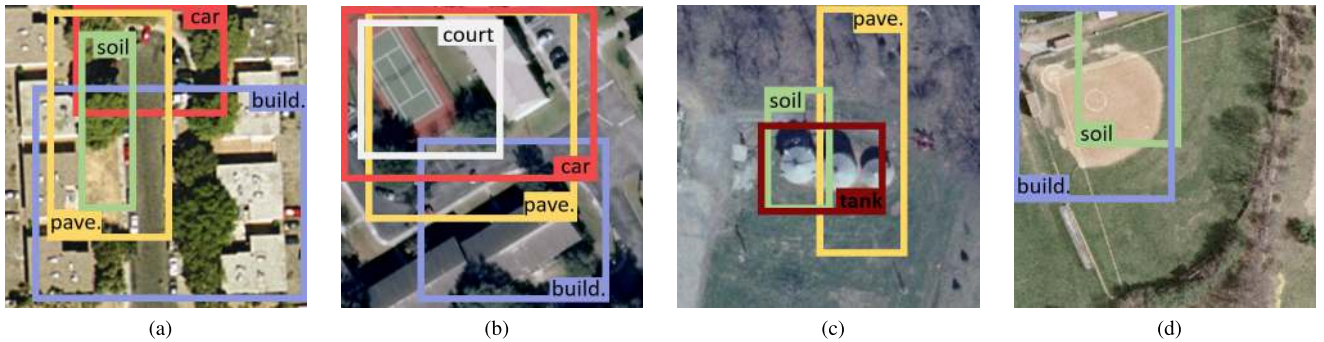 car
soil
build.
pave.
court
car
pave.
build.
pave.
soil
tank
soil
build.
(a)
(b)
(c)
(d)